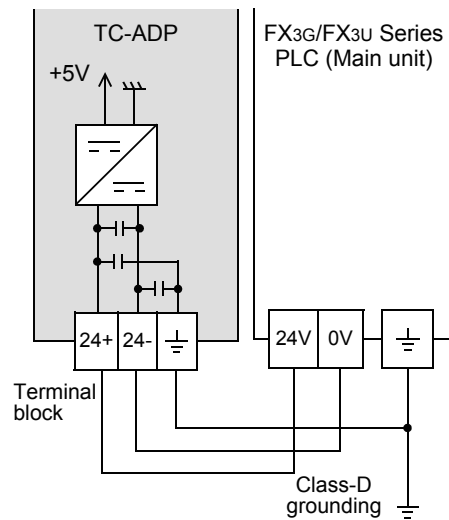 TC-ADP
FX3G/FX3U Series
PLC (Main unit)
+5V
24+
24-
24V
0V
Terminal
block
Class-D
grounding